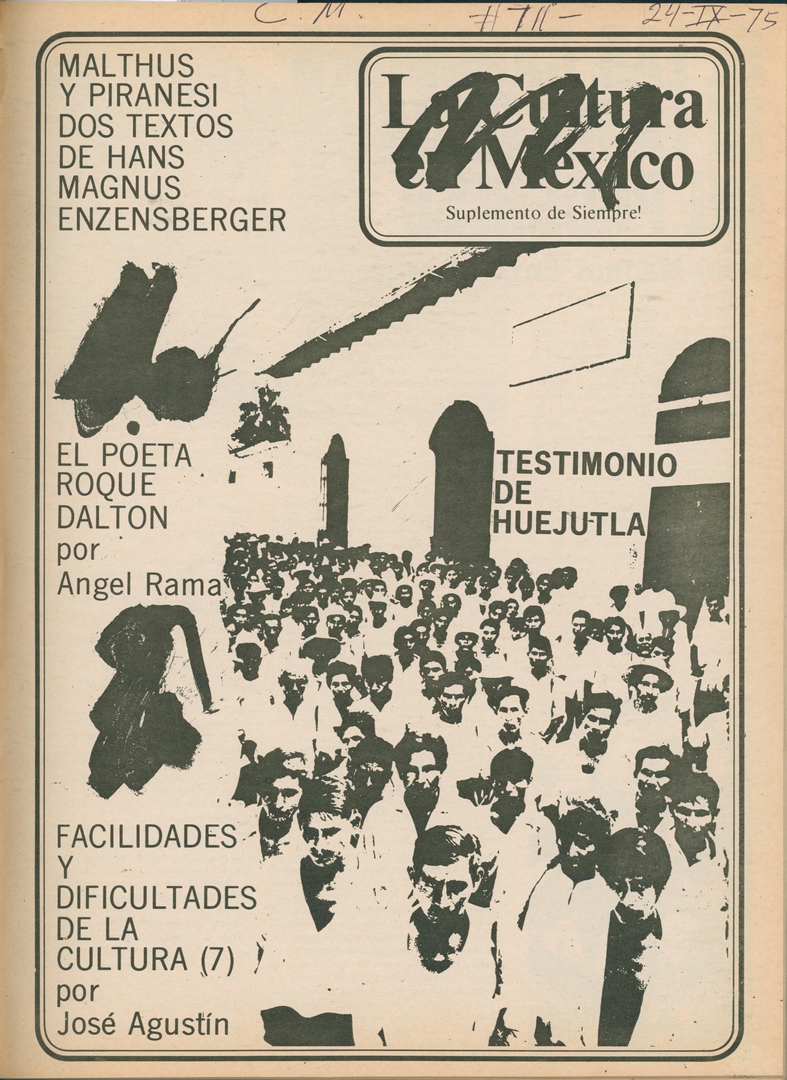 C. M.
24-IX-75
MALTHUS
Y PIRANESI
DOS TEXTOS
DE HANS
MAGNUS
ENZENSBERGER
La Cultura
en México
Suplemento de Siempre!
EL POETA
ROQUE
DALTON
por
Angel Rama
TESTIMONIO
DE
HUEJUTLA
FACILIDADES
Y
DIFICULTADES
DE LA
CULTURA (7)
por
José Agustín